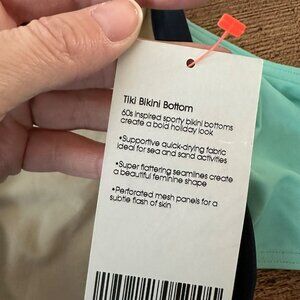 Tiki Bikini Bottom
60s inspired sporty bikini bottoms
create a bold holiday look
•Supportive quick-drying fabric
ideal for sea and sand activities
•Super flattering seamlines create
a beautiful feminine shape
•Perforated mesh panels for a
subtle flash of skin